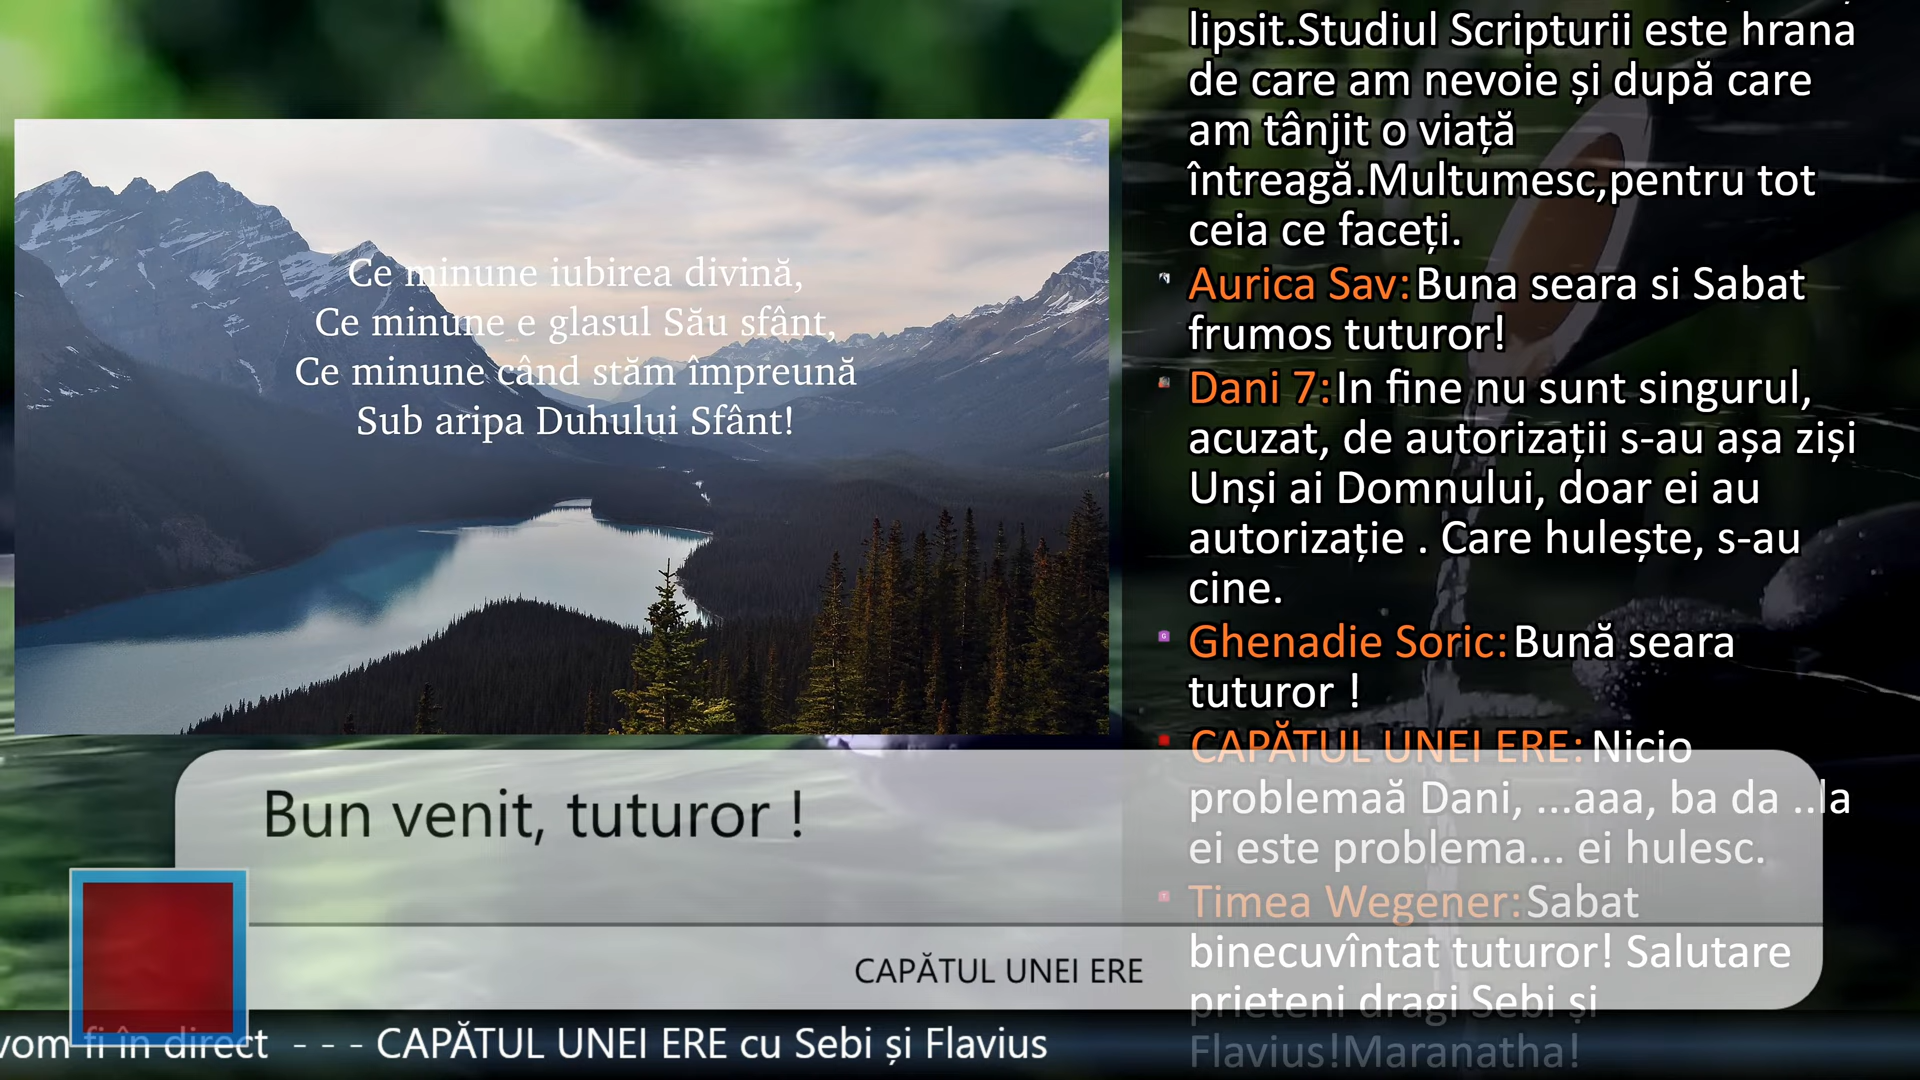 Ce minune iubirea divină,
Ce minune e glasul Său sfânt,
Ce minune când stăm împreună
Sub aripa Duhului Sfânt!
lipsit.Studiul Scripturii este hrana
de care am nevoie și după care
am tânjit o viață
întreagă.Multumesc,pentru tot
ceia ce faceți.
Aurica Sav: Buna seara si Sabat
frumos tuturor!
Dani 7: In fine nu sunt singurul,
acuzat, de autorizații s-au așa ziși
Unși ai Domnului, doar ei au
autorizație . Care hulește, s-au
cine.
Ghenadie Soric: Bună seara
tuturor !
CAPĂTUL UNEI ERE: Nicio
problemaă Dani, ...aaa, ba da ..la
ei este problema... ei hulesc.
Timea Wegener: Sabat
binecuvîntat tuturor! Salutare
prieteni dragi Sebi și
Flavius!Maranatha!
Bun venit, tuturor !
CAPĂTUL UNEI ERE
vom fi în direct - - - CAPĂTUL UNEI ERE cu Sebi și Flavius